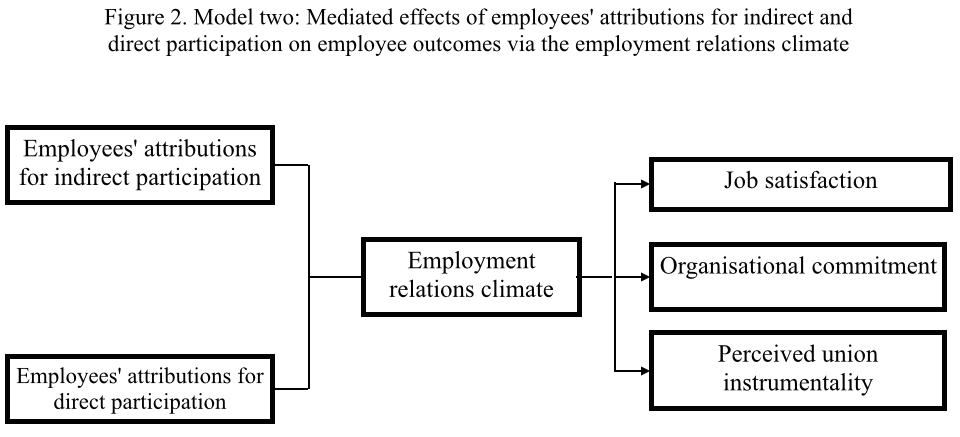 Figure 2. Model two: Mediated effects of employees' attributions for indirect and
direct participation on employee outcomes via the employment relations climate
Employees' attributions
for indirect participation
Job satisfaction
Employment
relations climate
Organisational commitment
Perceived union
instrumentality
Employees' attributions for
direct participation